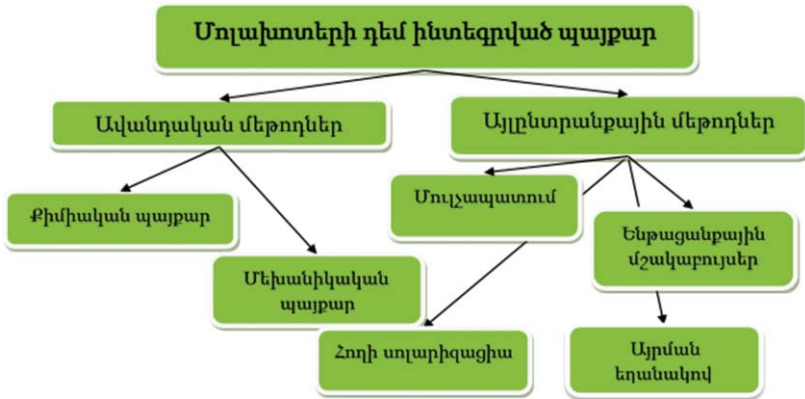 Մոլախոտերի դեմ ինտեգրված պայքար
Ավանդական մեթոդներ
Այլընտրանքային մեթոդներ
Քիմիական պայքար
Մուլչապատում
Ենթացանքային
մշակաբույսեր
Մեխանիկական
պայքար
Հողի սոլարիզացիա
Այրման
եղանակով